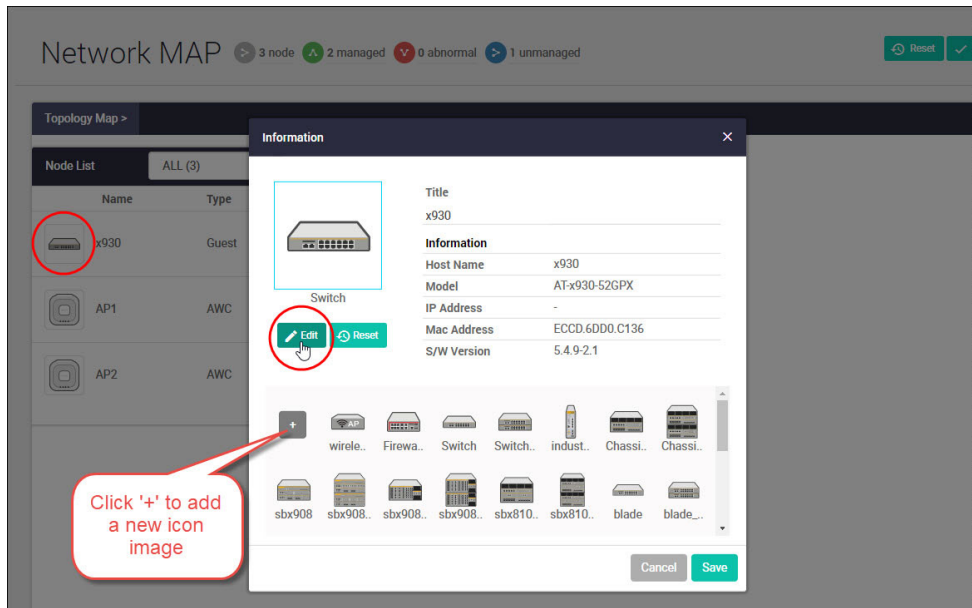 Network MAP 3 node 2 managed 0 abnormal 1 unmanaged
Reset
Topology Map >
Information
Node List ALL (3)
Name Type
x930 Guest
AP1 AWC
AP2 AWC
Switch
Edit Reset
Title
x930
Information
Host Name x930
Model AT-x930-52GPX
IP Address -
Mac Address ECCD.6DD0.C136
S/W Version 5.4.9-2.1
+ AP
wirele.. Firewa.. Switch Switch.. indust.. Chassi.. Chassi..
sbx908 sbx908.. sbx908.. sbx908.. sbx810.. sbx810.. blade blade_..
Click '+' to add
a new icon
image
Cancel Save